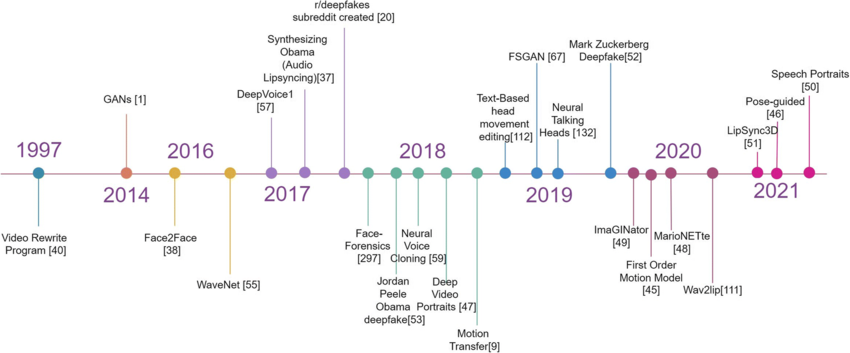 1997
Video Rewrite
Program [40]
GANs [1]
2014
2016
Face2Face
[38]
WaveNet [55]
DeepVoice1
[57]
Synthesizing
Obama
(Audio
Lipsyncing)[37]
r/deepfakes
subreddit created [20]
2017
2018
Face-
Forensics
[297]
Jordan
Peele
Obama
deepfake[53]
Neural
Voice
Cloning [59]
Deep
Video
Portraits [47]
Motion
Transfer[9]
Text-Based
head
movement
editing[112]
FSGAN [67]
Neural
Talking
Heads [132]
Mark Zuckerberg
Deepfake[52]
2019
2020
ImaGINator
[49]
First Order
Motion Model
[45]
MarioNETte
[48]
Wav2lip[111]
LipSync3D
[51]
Pose-guided
[46]
Speech Portraits
[50]
2021